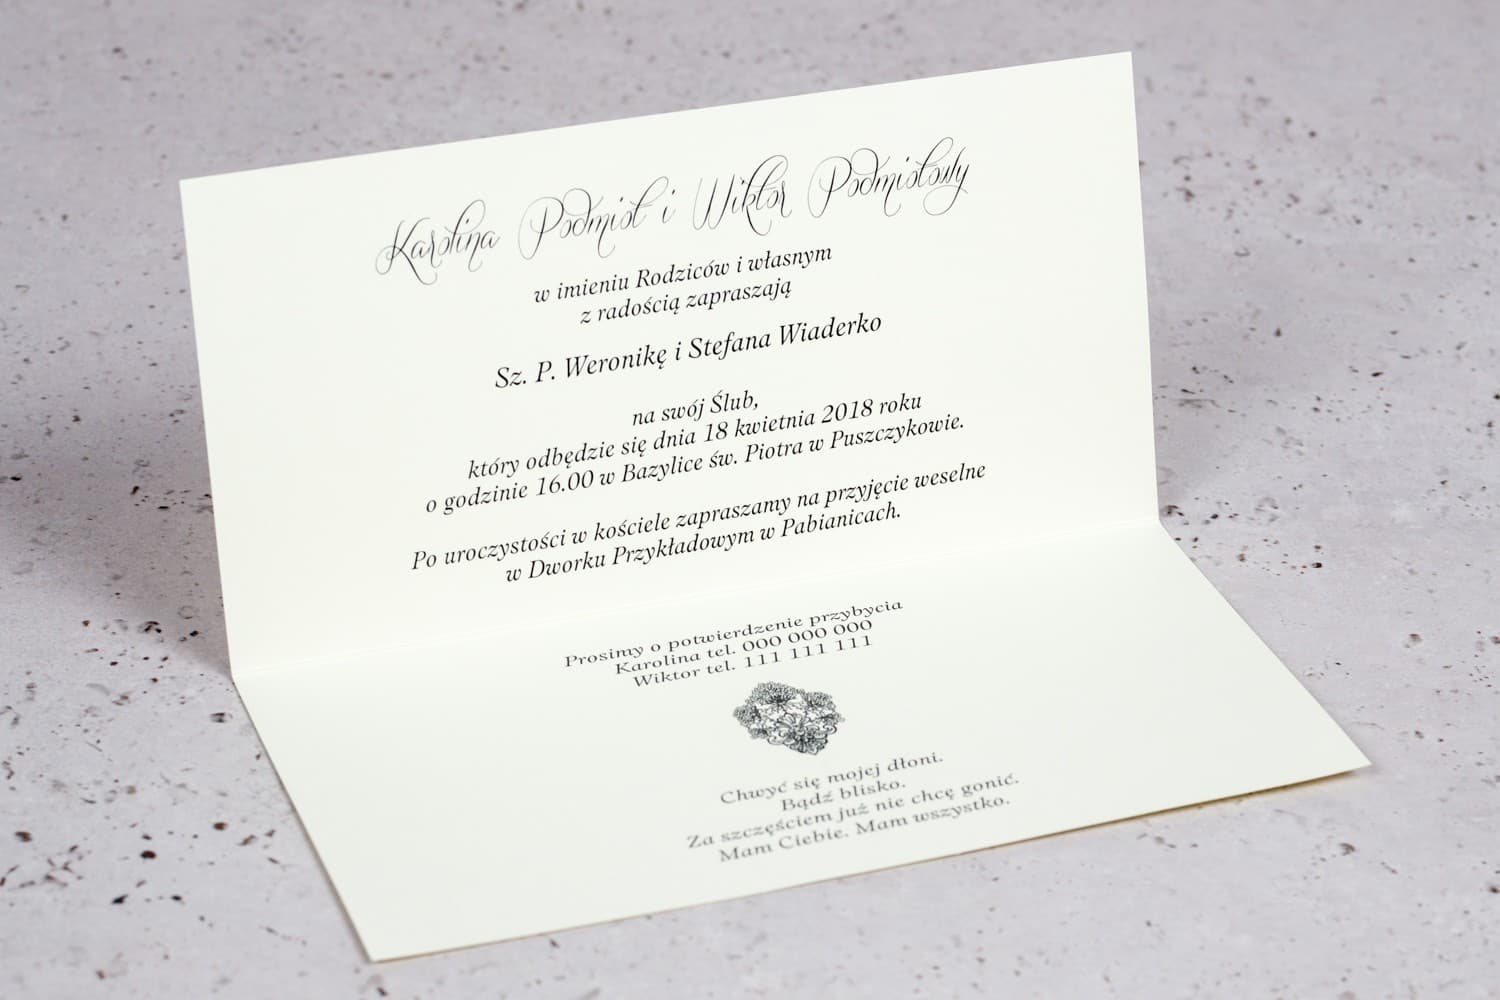 Karolina Podmiot i Wiktor Podmiotowy
w imieniu Rodziców i własnym
z radością zapraszają
Sz. P. Weronikę i Stefana Wiaderko
na swój Ślub,
który odbędzie się dnia 18 kwietnia 2018 roku
o godzinie 16.00 w Bazylice św. Piotra w Puszczykowie.
Po uroczystości w kościele zapraszamy na przyjęcie weselne
w Dworku Przykładowym w Pabianicach.
Prosimy o potwierdzenie przybycia
Karolina tel. 000 000 000
Wiktor tel. 111 111 111
Chwyć się mojej dłoni.
Bądź blisko.
Za szczęściem już nie chcę gonić.
Mam Ciebie. Mam wszystko.